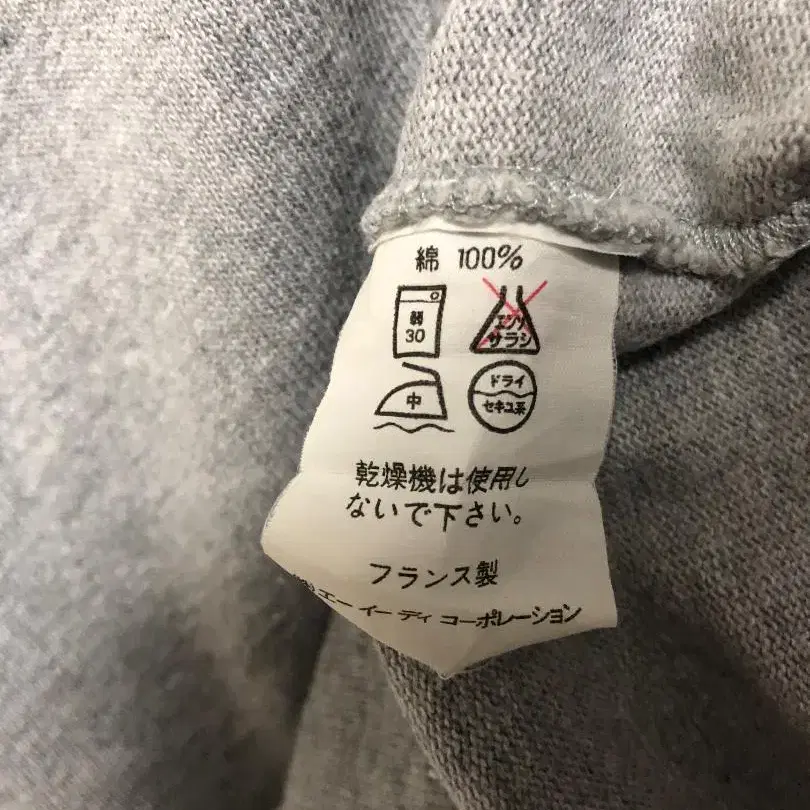 綿 100%
弱
30
エンソ
サラシ
中
ドライ
セキユ系
乾燥機は使用し
ないで下さい。
フランス製
エー イー ディ コーポレーション